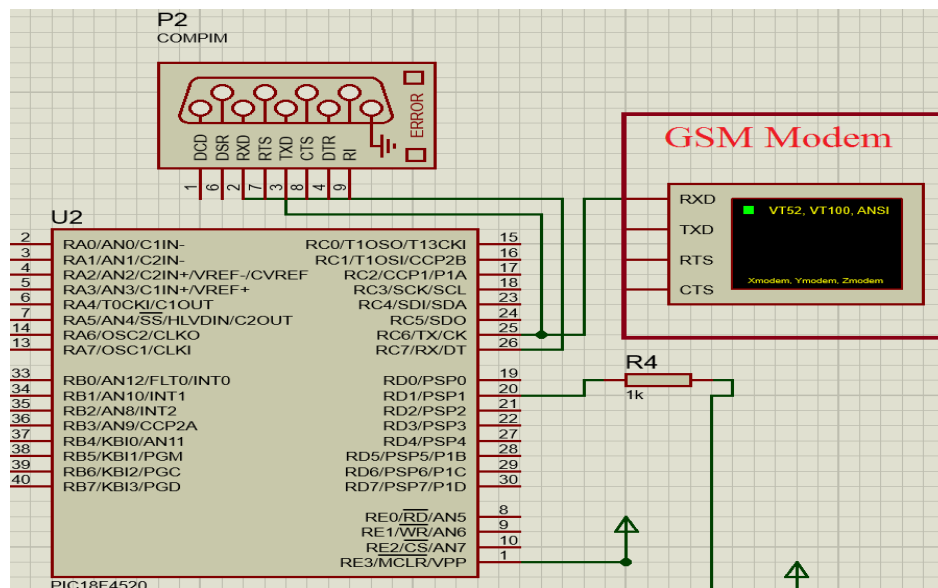 P2
COMPIM
ERROR
DCD
DSR
RXD
RTS
TXD
CTS
DTR
RI
1
6
2
7
3
8
4
9
GSM Modem
RXD
TXD
RTS
CTS
VT52, VT100, ANSI
Xmodem, Ymodem, Zmodem
U2
2 RA0/AN0/C1IN- RC0/T1OSO/T13CKI 15
3 RA1/AN1/C2IN- RC1/T1OSI/CCP2B 16
4 RA2/AN2/C2IN+/VREF-/CVREF RC2/CCP1/P1A 17
5 RA3/AN3/C1IN+/VREF+ RC3/SCK/SCL 18
6 RA4/T0CKI/C1OUT RC4/SDI/SDA 23
7 RA5/AN4/SS/HLVDIN/C2OUT RC5/SDO 24
14 RA6/OSC2/CLKO RC6/TX/CK 25
13 RA7/OSC1/CLKI RC7/RX/DT 26
33 RB0/AN12/FLT0/INT0 RD0/PSP0 19
34 RB1/AN10/INT1 RD1/PSP1 20
35 RB2/AN8/INT2 RD2/PSP2 21
36 RB3/AN9/CCP2A RD3/PSP3 22
37 RB4/KBI0/AN11 RD4/PSP4 27
38 RB5/KBI1/PGM RD5/PSP5/P1B 28
39 RB6/KBI2/PGC RD6/PSP6/P1C 29
40 RB7/KBI3/PGD RD7/PSP7/P1D 30
RE0/RD/AN5 8
RE1/WR/AN6 9
RE2/CS/AN7 10
RE3/MCLR/VPP 1
PIC18F4520
R4
1k